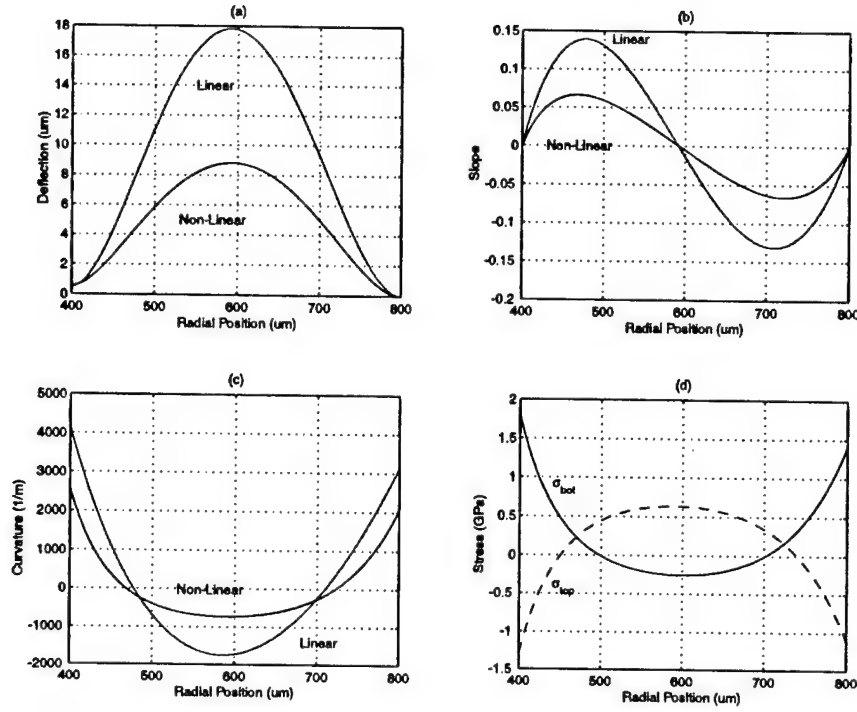 (a)
18
16
14
12
10
8
6
4
2
0
Deflection (um)
Linear
Non-Linear
400
500
600
700
800
Radial Position (um)
(b)
0.15
0.1
0.05
0
-0.05
-0.1
-0.15
-0.2
Slope
Linear
Non-Linear
400
500
600
700
800
Radial Position (um)
(c)
5000
4000
3000
2000
1000
0
-1000
-2000
Curvature (1/m)
Non-Linear
Linear
400
500
600
700
800
Radial Position (um)
(d)
2
1.5
1
0.5
0
-0.5
-1
-1.5
Stress (GPa)
σbot
σtop
400
500
600
700
800
Radial Position (um)